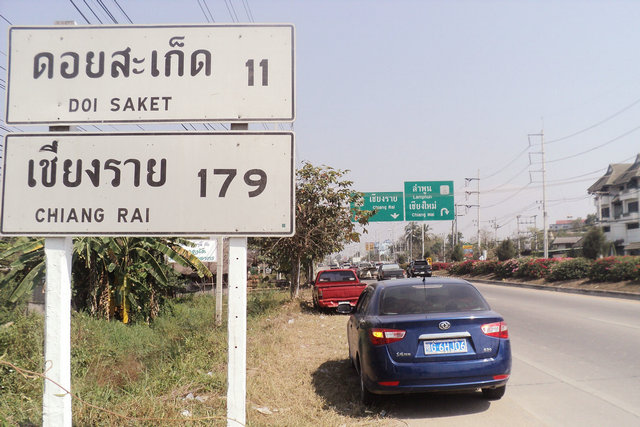 ดอยสะเก็ด 11
DOI SAKET
เชียงราย 179
CHIANG RAI
เชียงราย
Chiang Rai
ลำพูน
Lamphun
เชียงใหม่
Chiang Mai
G 6HJ06